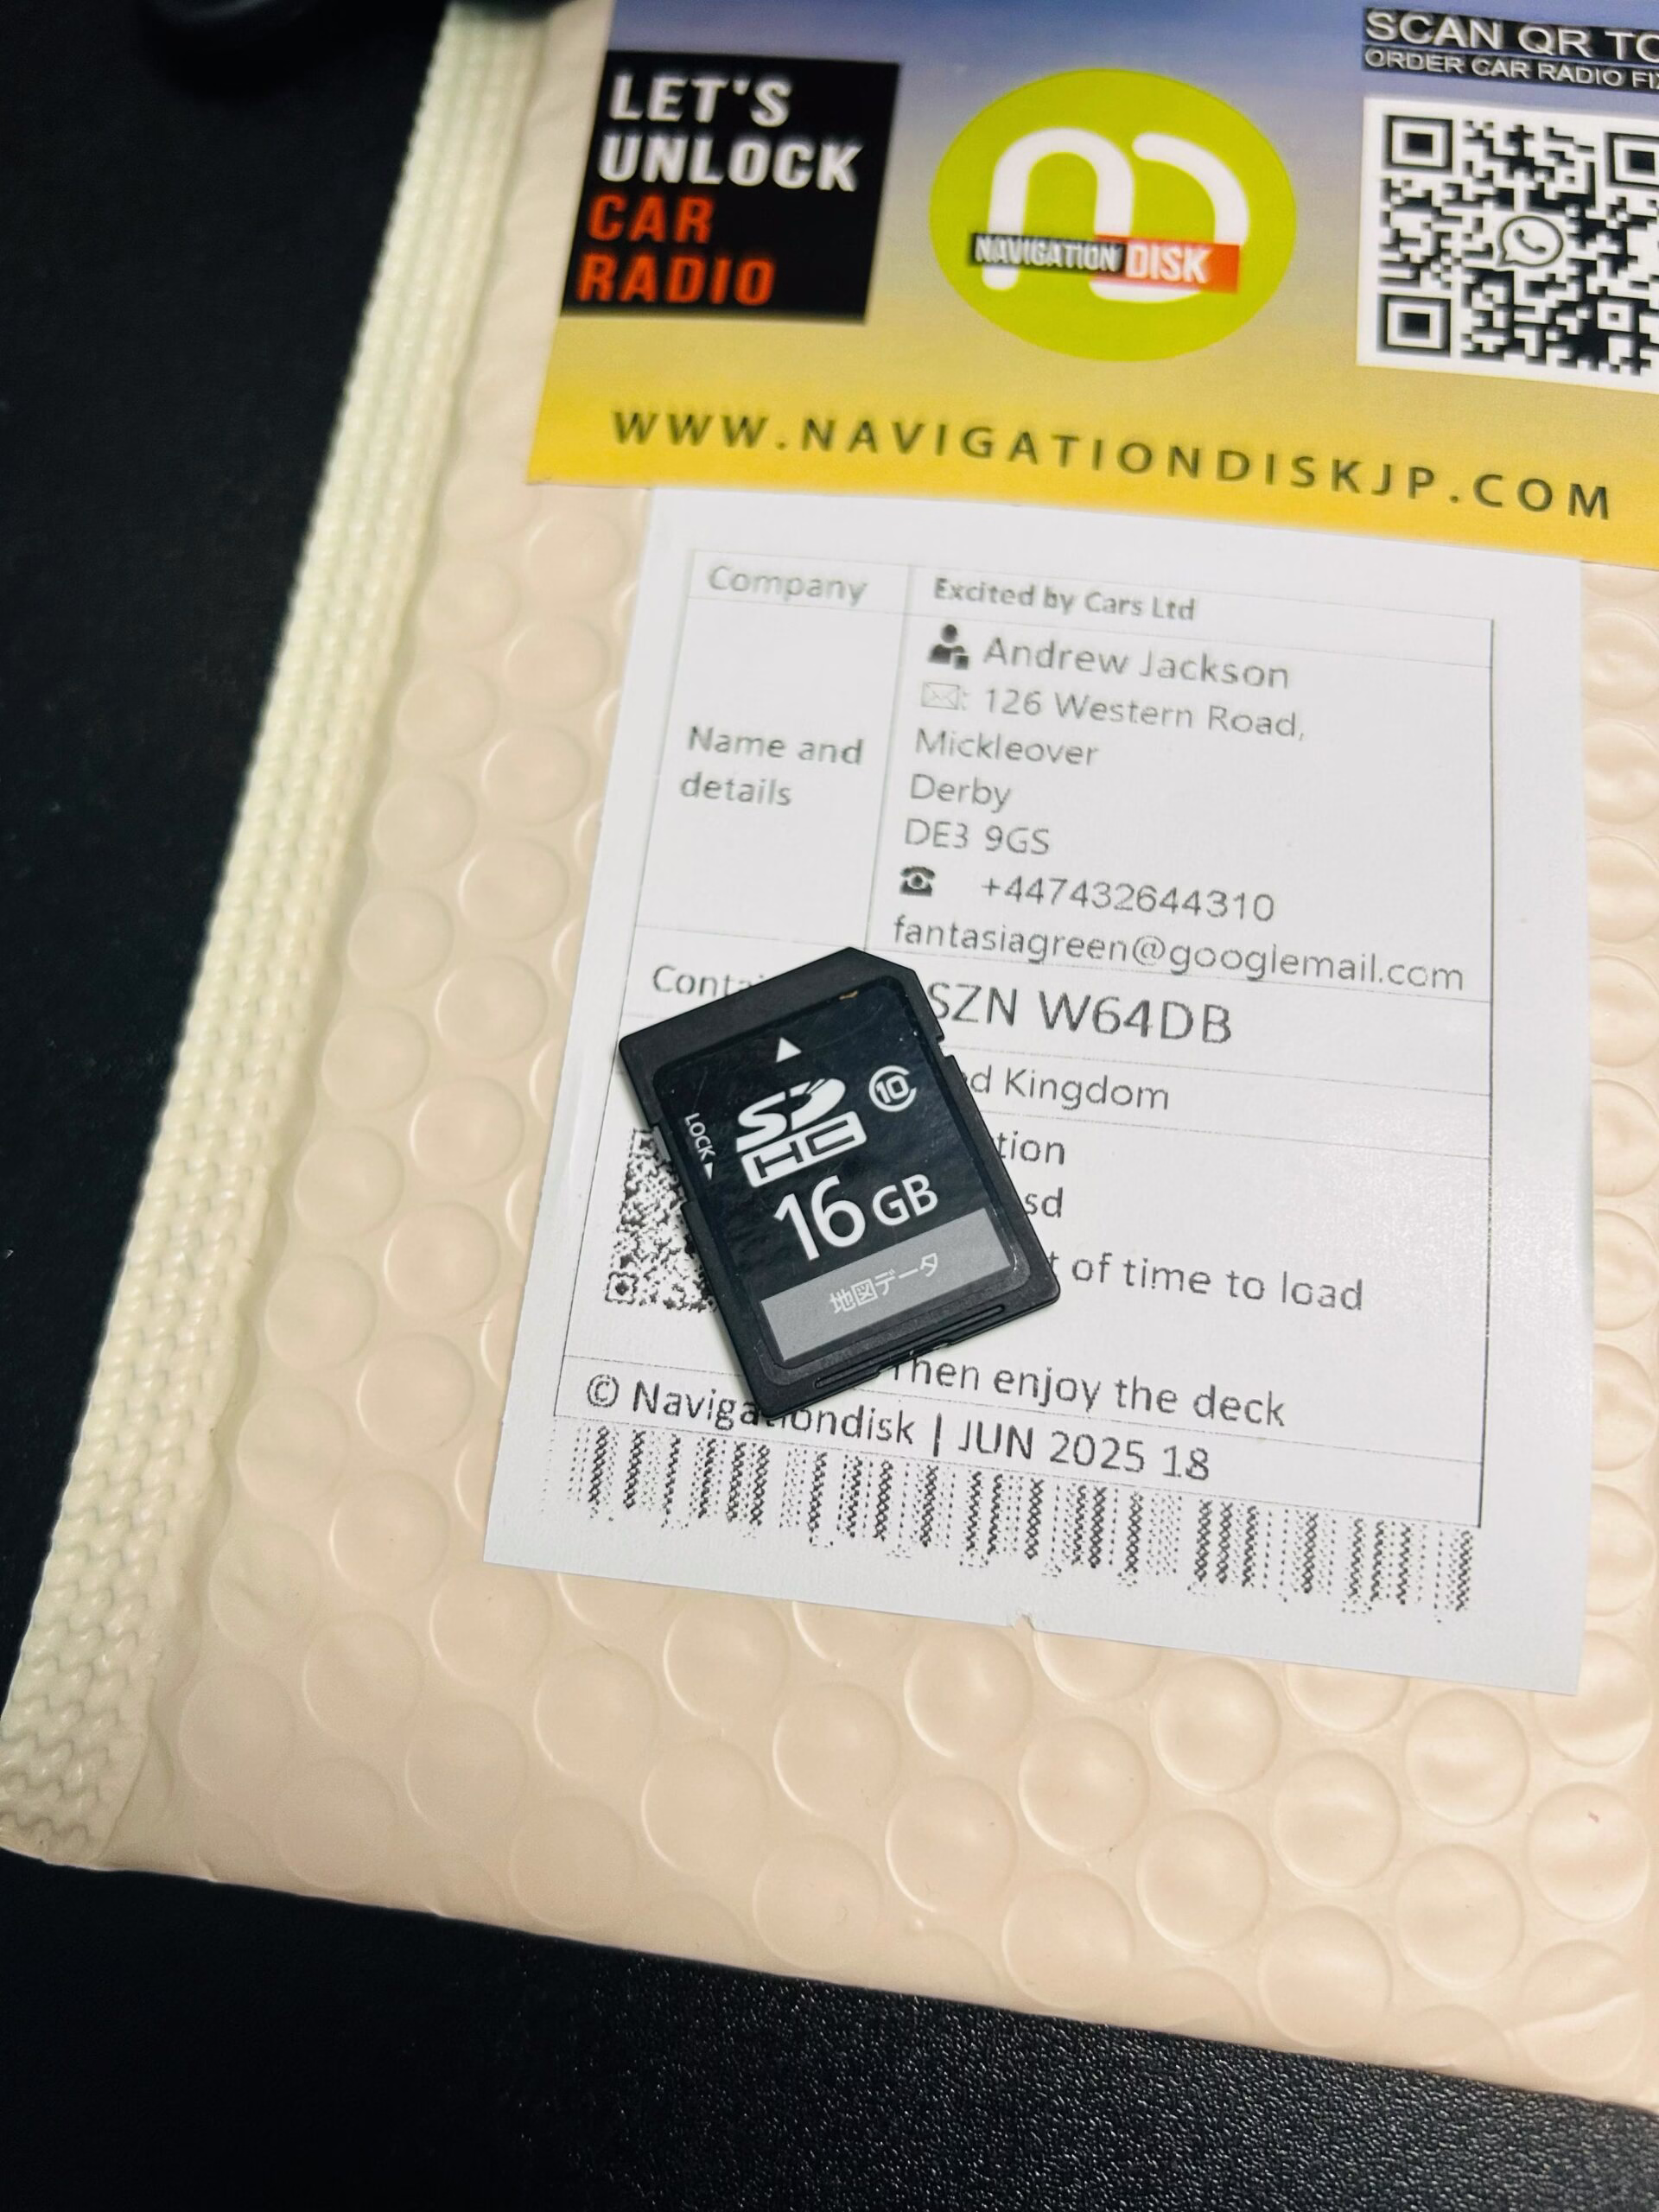 LET'S
UNLOCK
CAR
RADIO
NAVIGATION DISK
SCAN QR TO
ORDER CAR RADIO FIX
WWW.NAVIGATIONDISKJP.COM
Company
Excited by Cars Ltd
Name and
details
Andrew Jackson
126 Western Road,
Mickleover
Derby
DE3 9GS
+447432644310
fantasiagreen@googlemail.com
SZN W64DB
d Kingdom
tion
sd
t of time to load
Then enjoy the deck
© Navigationdisk | JUN 2025 18
LOCK
SD
HC
10
16 GB
地図データ